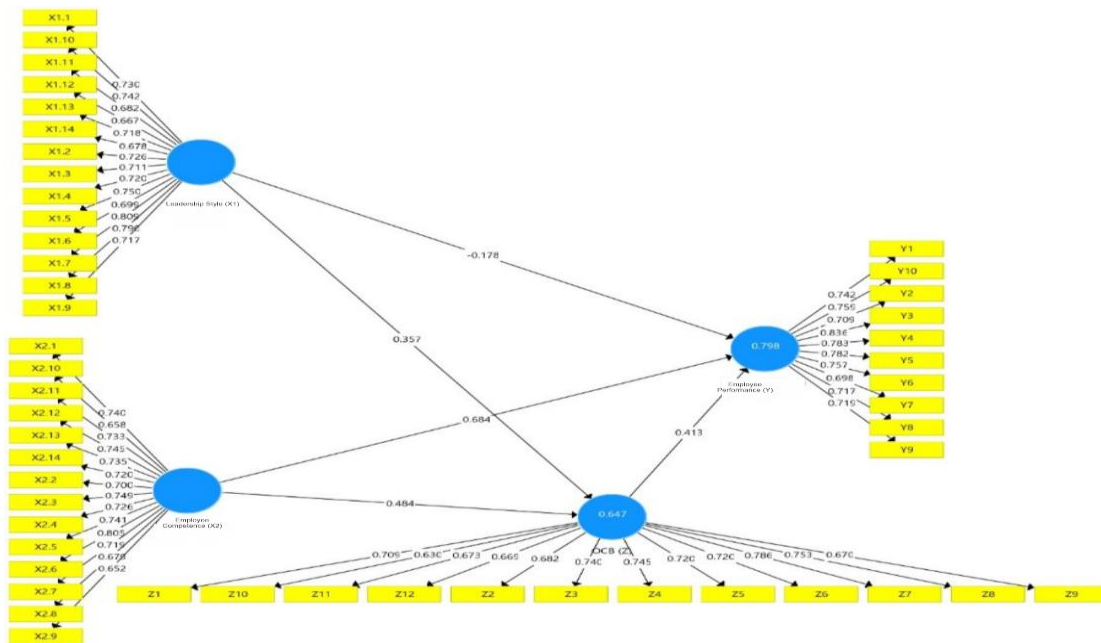 X1.1
X1.10
X1.11
X1.12
X1.13
X1.14
X1.2
X1.3
X1.4
X1.5
X1.6
X1.7
X1.8
X1.9
0.730
0.742
0.682
0.667
0.718
0.678
0.726
0.711
0.720
0.750
0.699
0.809
0.796
0.717
Leadership Style (X1)
-0.178
0.357
X2.1
X2.10
X2.11
X2.12
X2.13
X2.14
X2.2
X2.3
X2.4
X2.5
X2.6
X2.7
X2.8
X2.9
0.740
0.658
0.733
0.745
0.735
0.720
0.700
0.749
0.726
0.741
0.805
0.719
0.678
0.652
Employee
Competence (X2)
0.684
0.484
0.413
0.798
Employee
Performance (Y)
0.742
0.759
0.709
0.836
0.783
0.782
0.757
0.698
0.717
0.719
Y1
Y10
Y2
Y3
Y4
Y5
Y6
Y7
Y8
Y9
0.647
OCB (Z)
0.709
0.630
0.673
0.665
0.682
0.740
0.745
0.720
0.720
0.786
0.753
0.670
Z1
Z10
Z11
Z12
Z2
Z3
Z4
Z5
Z6
Z7
Z8
Z9